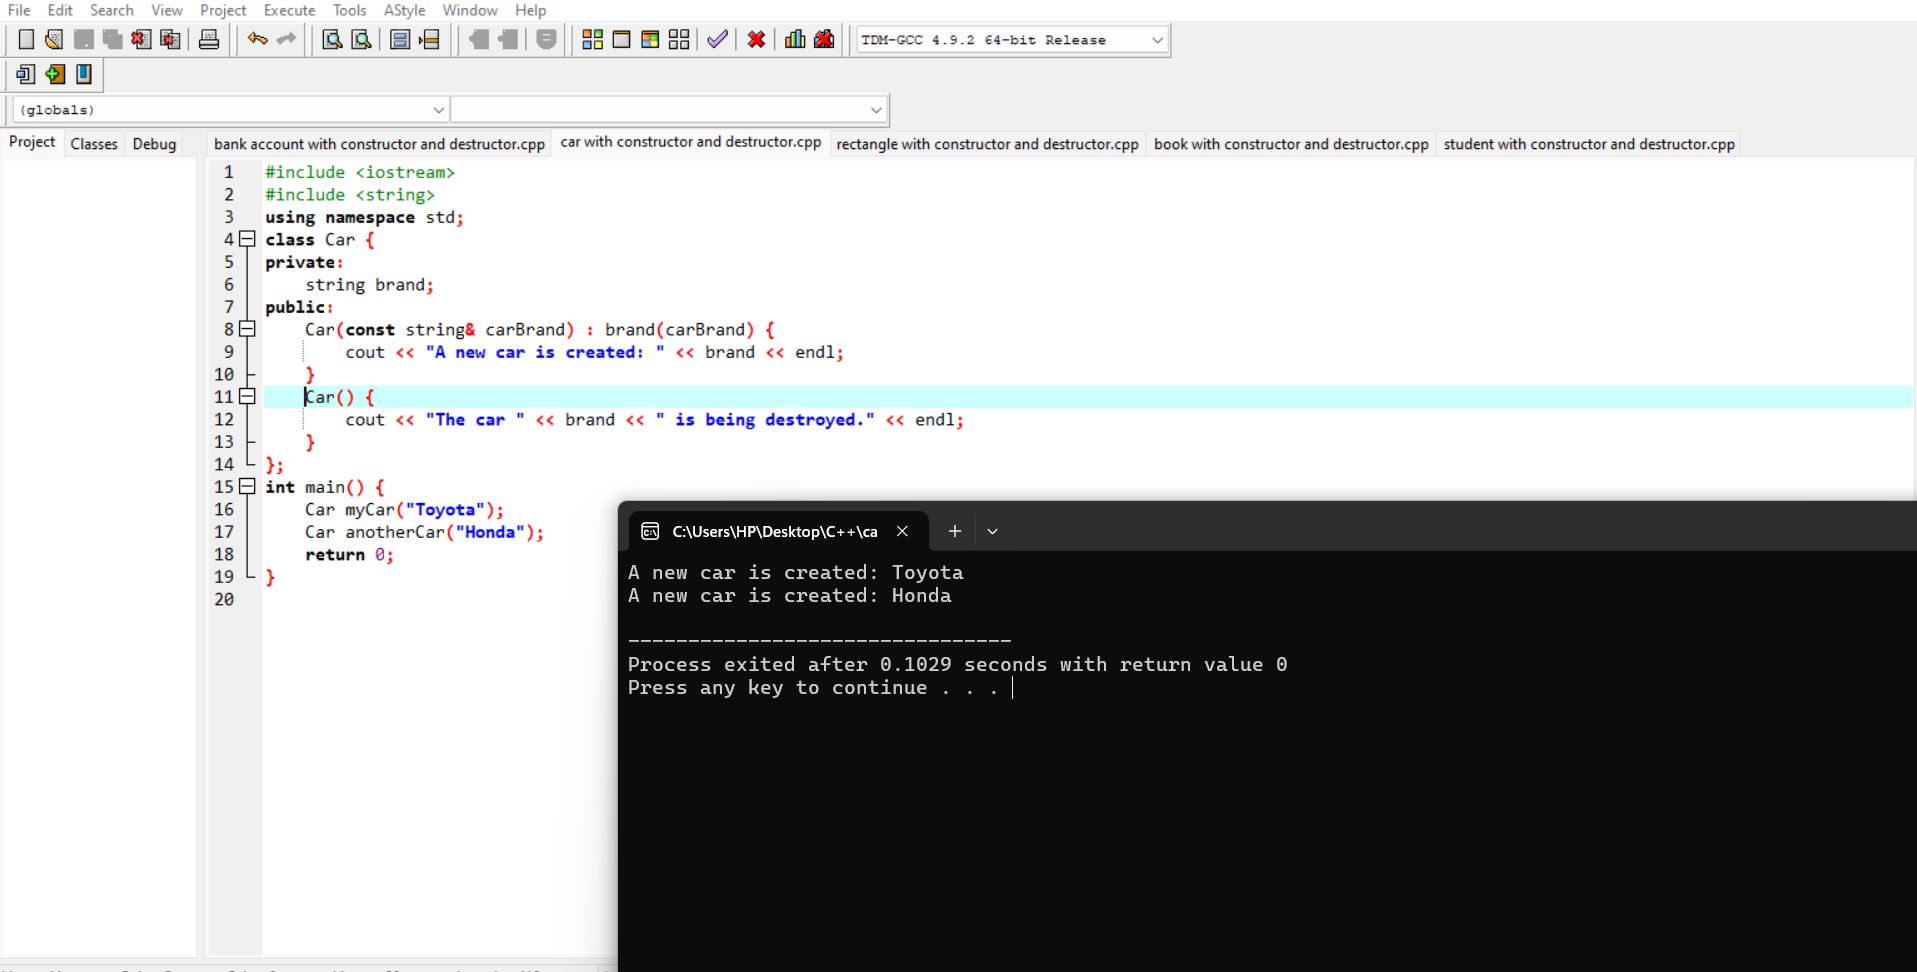 File Edit Search View Project Execute Tools AStyle Window Help
TDM-GCC 4.9.2 64-bit Release
(globals)
Project Classes Debug
bank account with constructor and destructor.cpp car with constructor and destructor.cpp rectangle with constructor and destructor.cpp book with constructor and destructor.cpp student with constructor and destructor.cpp
1 #include <iostream>
2 #include <string>
3 using namespace std;
4 class Car {
5 private:
6 string brand;
7 public:
8 Car(const string& carBrand) : brand(carBrand) {
9 cout << "A new car is created: " << brand << endl;
10 }
11 Car() {
12 cout << "The car " << brand << " is being destroyed." << endl;
13 }
14 };
15 int main() {
16 Car myCar("Toyota");
17 Car anotherCar("Honda");
18 return 0;
19 }
20
C:\Users\HP\Desktop\C++\ca
A new car is created: Toyota
A new car is created: Honda
--------------------------------
Process exited after 0.1029 seconds with return value 0
Press any key to continue . . .